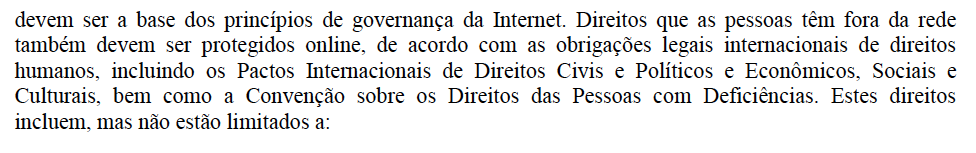 devem ser a base dos princípios de governança da Internet. Direitos que as pessoas têm fora da rede
também devem ser protegidos online, de acordo com as obrigações legais internacionais de direitos
humanos, incluindo os Pactos Internacionais de Direitos Civis e Políticos e Econômicos, Sociais e
Culturais, bem como a Convenção sobre os Direitos das Pessoas com Deficiências. Estes direitos
incluem, mas não estão limitados a: